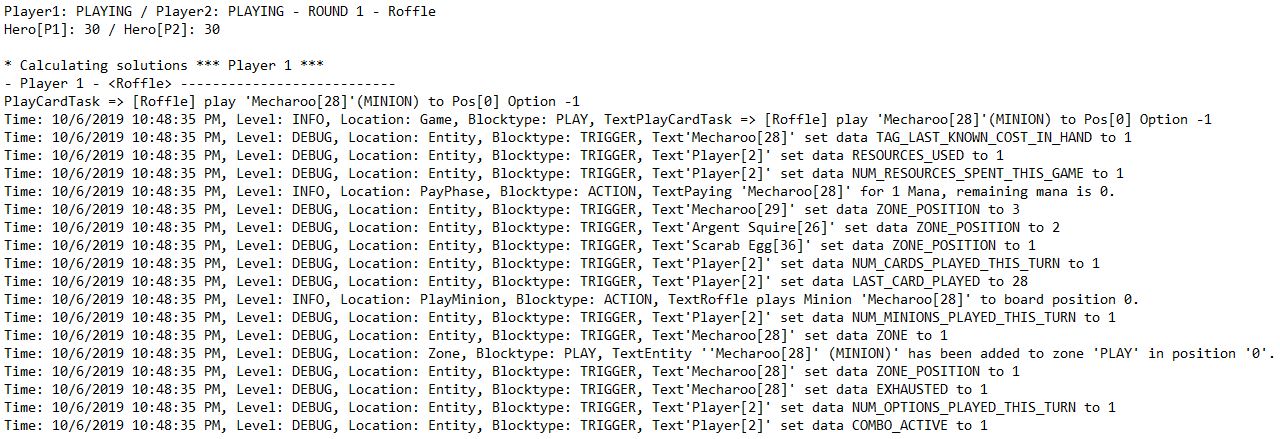 Player1: PLAYING / Player2: PLAYING - ROUND 1 - Roffle
Hero[P1]: 30 / Hero[P2]: 30
* Calculating solutions *** Player 1 ***
- Player 1 - <Roffle> ---------------------------
PlayCardTask => [Roffle] play 'Mecharoo[28]'(MINION) to Pos[0] Option -1
Time: 10/6/2019 10:48:35 PM, Level: INFO, Location: Game, Blocktype: PLAY, TextPlayCardTask => [Roffle] play 'Mecharoo[28]'(MINION) to Pos[0] Option -1
Time: 10/6/2019 10:48:35 PM, Level: DEBUG, Location: Entity, Blocktype: TRIGGER, Text'Mecharoo[28]' set data TAG_LAST_KNOWN_COST_IN_HAND to 1
Time: 10/6/2019 10:48:35 PM, Level: DEBUG, Location: Entity, Blocktype: TRIGGER, Text'Player[2]' set data RESOURCES_USED to 1
Time: 10/6/2019 10:48:35 PM, Level: DEBUG, Location: Entity, Blocktype: TRIGGER, Text'Player[2]' set data NUM_RESOURCES_SPENT_THIS_GAME to 1
Time: 10/6/2019 10:48:35 PM, Level: INFO, Location: PayPhase, Blocktype: ACTION, TextPaying 'Mecharoo[28]' for 1 Mana, remaining mana is 0.
Time: 10/6/2019 10:48:35 PM, Level: DEBUG, Location: Entity, Blocktype: TRIGGER, Text'Mecharoo[29]' set data ZONE_POSITION to 3
Time: 10/6/2019 10:48:35 PM, Level: DEBUG, Location: Entity, Blocktype: TRIGGER, Text'Argent Squire[26]' set data ZONE_POSITION to 2
Time: 10/6/2019 10:48:35 PM, Level: DEBUG, Location: Entity, Blocktype: TRIGGER, Text'Scarab Egg[36]' set data ZONE_POSITION to 1
Time: 10/6/2019 10:48:35 PM, Level: DEBUG, Location: Entity, Blocktype: TRIGGER, Text'Player[2]' set data NUM_CARDS_PLAYED_THIS_TURN to 1
Time: 10/6/2019 10:48:35 PM, Level: DEBUG, Location: Entity, Blocktype: TRIGGER, Text'Player[2]' set data LAST_CARD_PLAYED to 28
Time: 10/6/2019 10:48:35 PM, Level: INFO, Location: PlayMinion, Blocktype: ACTION, TextRoffle plays Minion 'Mecharoo[28]' to board position 0.
Time: 10/6/2019 10:48:35 PM, Level: DEBUG, Location: Entity, Blocktype: TRIGGER, Text'Player[2]' set data NUM_MINIONS_PLAYED_THIS_TURN to 1
Time: 10/6/2019 10:48:35 PM, Level: DEBUG, Location: Entity, Blocktype: TRIGGER, Text'Mecharoo[28]' set data ZONE to 1
Time: 10/6/2019 10:48:35 PM, Level: DEBUG, Location: Zone, Blocktype: PLAY, TextEntity ''Mecharoo[28]' (MINION)' has been added to zone 'PLAY' in position '0'.
Time: 10/6/2019 10:48:35 PM, Level: DEBUG, Location: Entity, Blocktype: TRIGGER, Text'Mecharoo[28]' set data ZONE_POSITION to 1
Time: 10/6/2019 10:48:35 PM, Level: DEBUG, Location: Entity, Blocktype: TRIGGER, Text'Mecharoo[28]' set data EXHAUSTED to 1
Time: 10/6/2019 10:48:35 PM, Level: DEBUG, Location: Entity, Blocktype: TRIGGER, Text'Player[2]' set data NUM_OPTIONS_PLAYED_THIS_TURN to 1
Time: 10/6/2019 10:48:35 PM, Level: DEBUG, Location: Entity, Blocktype: TRIGGER, Text'Player[2]' set data COMBO_ACTIVE to 1